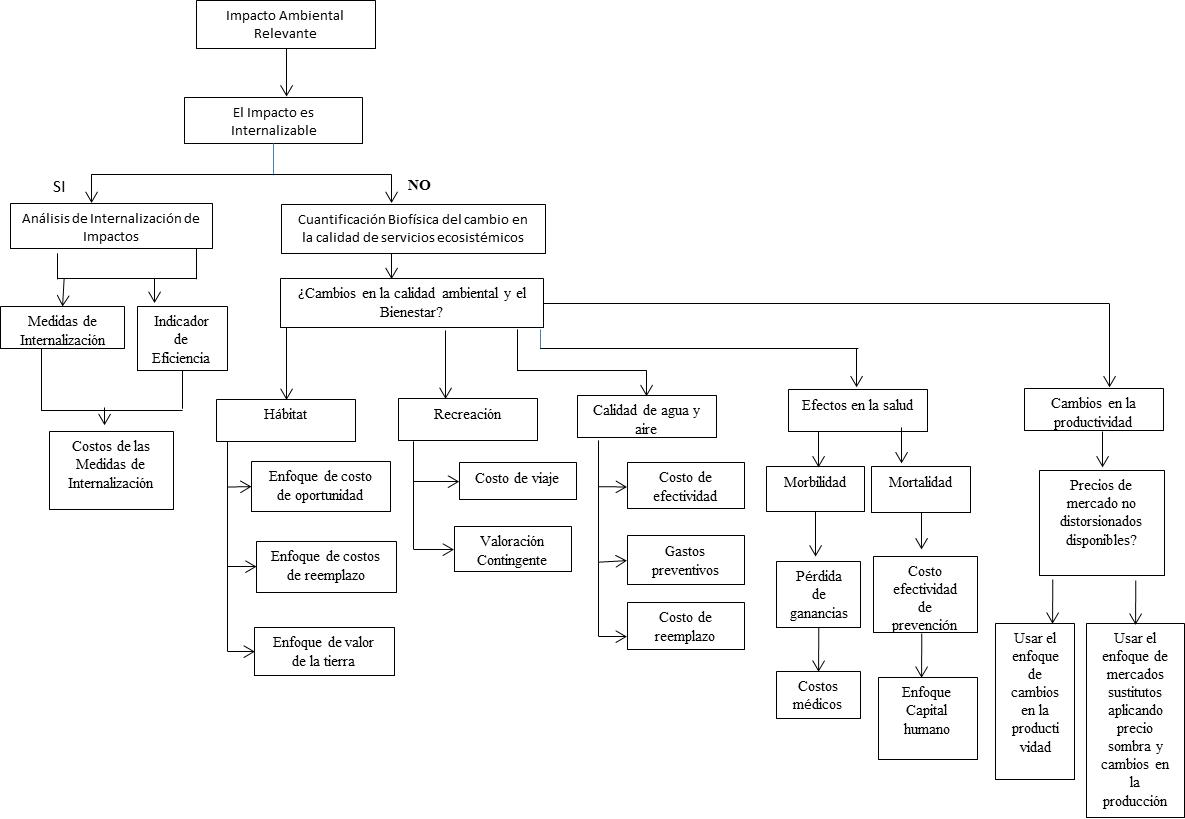 Impacto Ambiental
Relevante
El Impacto es
Internalizable
SI
NO
Análisis de Internalización de
Impactos
Cuantificación Biofísica del cambio en
la calidad de servicios ecosistémicos
¿Cambios en la calidad ambiental y el
Bienestar?
Medidas de
Internalización
Indicador
de
Eficiencia
Costos de las
Medidas de
Internalización
Hábitat
Enfoque de costo
de oportunidad
Enfoque de costos
de reemplazo
Enfoque de valor
de la tierra
Recreación
Costo de viaje
Valoración
Contingente
Calidad de agua y
aire
Costo de
efectividad
Gastos
preventivos
Costo de
reemplazo
Efectos en la salud
Morbilidad
Pérdida
de
ganancias
Costos
médicos
Mortalidad
Costo
efectividad
de
prevención
Enfoque
Capital
humano
Cambios en la
productividad
Precios de
mercado no
distorsionados
disponibles?
Usar el
enfoque
de
cambios
en la
producti
vidad
Usar el
enfoque de
mercados
sustitutos
aplicando
precio
sombra y
cambios en
la
producción